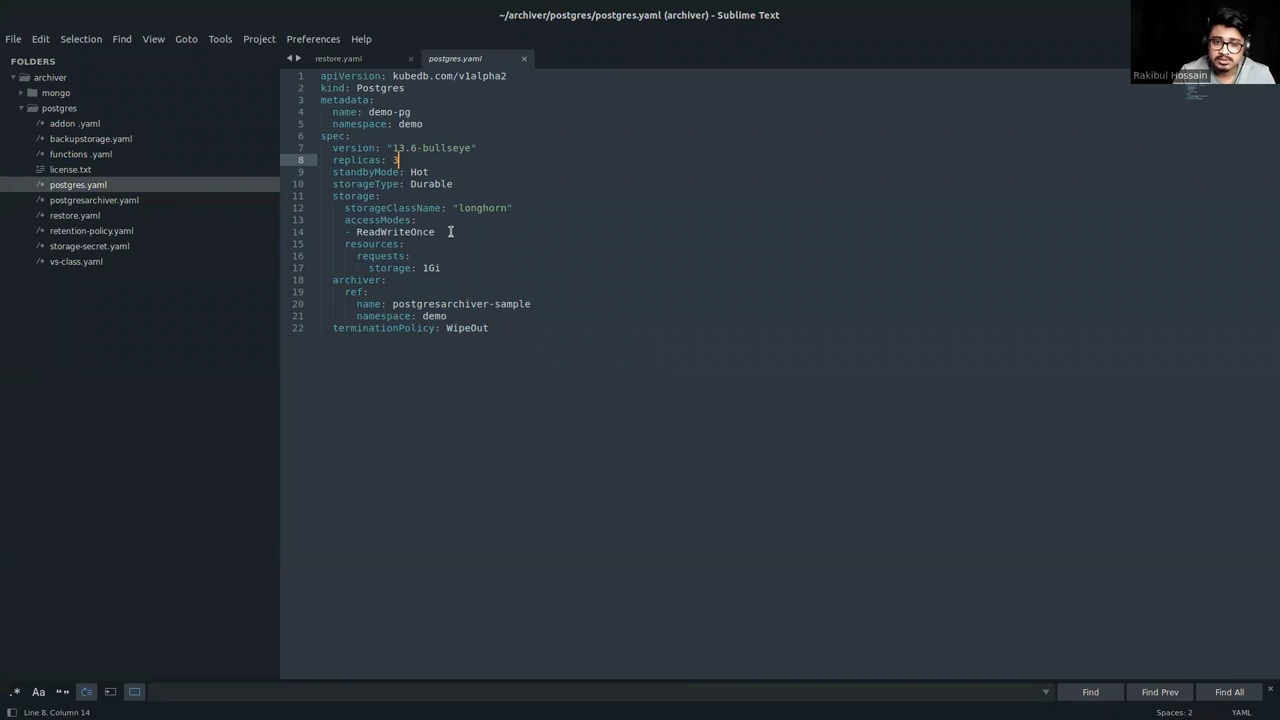 ~/archiver/postgres/postgres.yaml (archiver) - Sublime Text
File Edit Selection Find View Goto Tools Project Preferences Help
Rakibul Hossain
FOLDERS
archiver
mongo
postgres
addon .yaml
backupstorage.yaml
functions .yaml
license.txt
postgres.yaml
postgresarchiver.yaml
restore.yaml
retention-policy.yaml
storage-secret.yaml
vs-class.yaml
restore.yaml × postgres.yaml ×
1 apiVersion: kubedb.com/v1alpha2
2 kind: Postgres
3 metadata:
4 name: demo-pg
5 namespace: demo
6 spec:
7 version: "13.6-bullseye"
8 replicas: 3
9 standbyMode: Hot
10 storageType: Durable
11 storage:
12 storageClassName: "longhorn"
13 accessModes:
14 - ReadWriteOnce
15 resources:
16 requests:
17 storage: 1Gi
18 archiver:
19 ref:
20 name: postgresarchiver-sample
21 namespace: demo
22 terminationPolicy: WipeOut
.* Aa “” Find Find Prev Find All ×
Line 8, Column 14 Spaces: 2 YAML